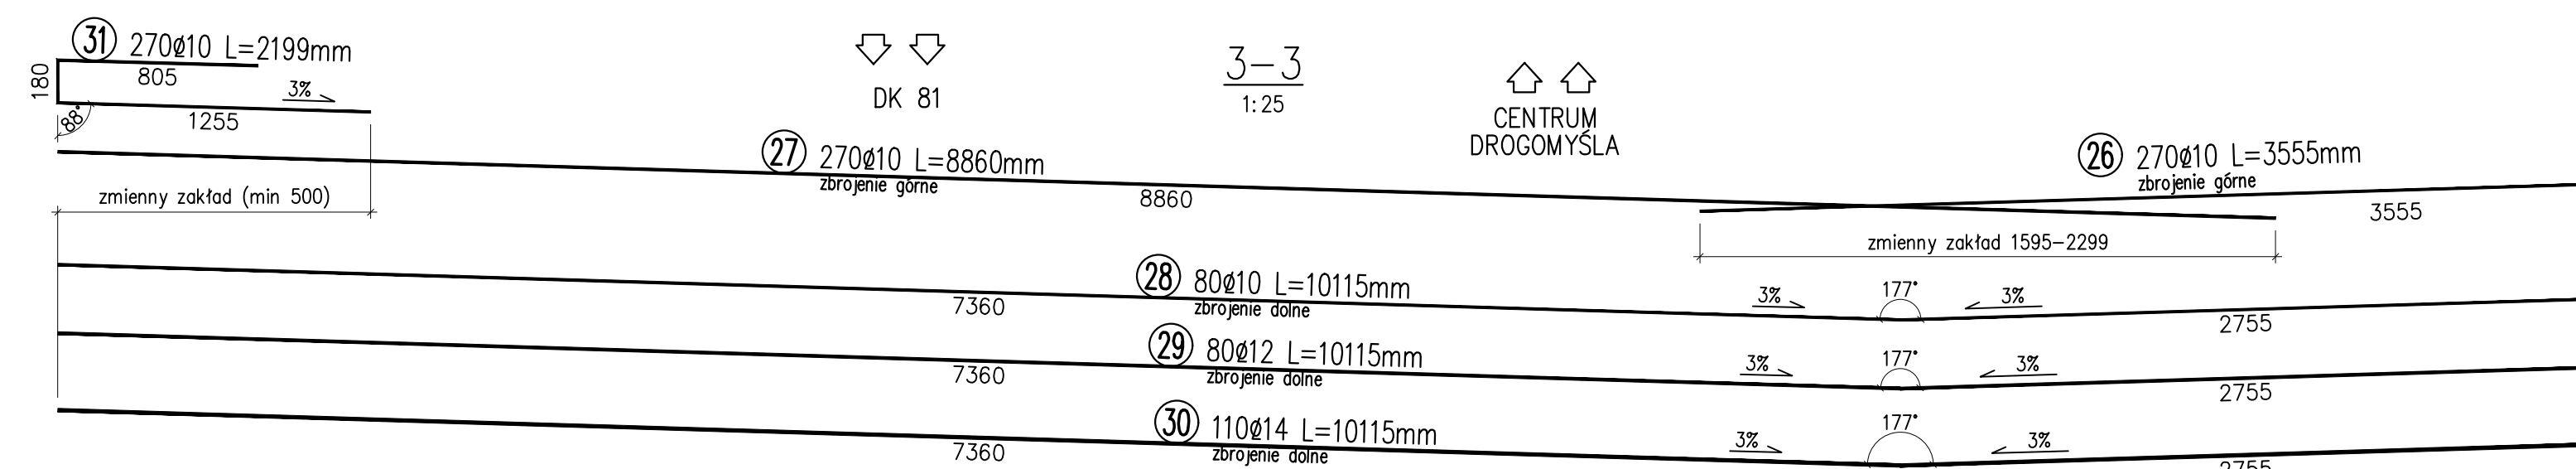 31 270ø10 L=2199mm
180
805
3%
88°
1255
DK 81
3-3
1:25
CENTRUM
DROGOMYŚLA
27 270ø10 L=8860mm
zbrojenie górne
8860
26 270ø10 L=3555mm
zbrojenie górne
3555
zmienny zakład (min 500)
zmienny zakład 1595-2299
28 80ø10 L=10115mm
zbrojenie dolne
7360
3%
177°
3%
2755
29 80ø12 L=10115mm
zbrojenie dolne
7360
3%
177°
3%
2755
30 110ø14 L=10115mm
zbrojenie dolne
7360
3%
177°
3%
2755